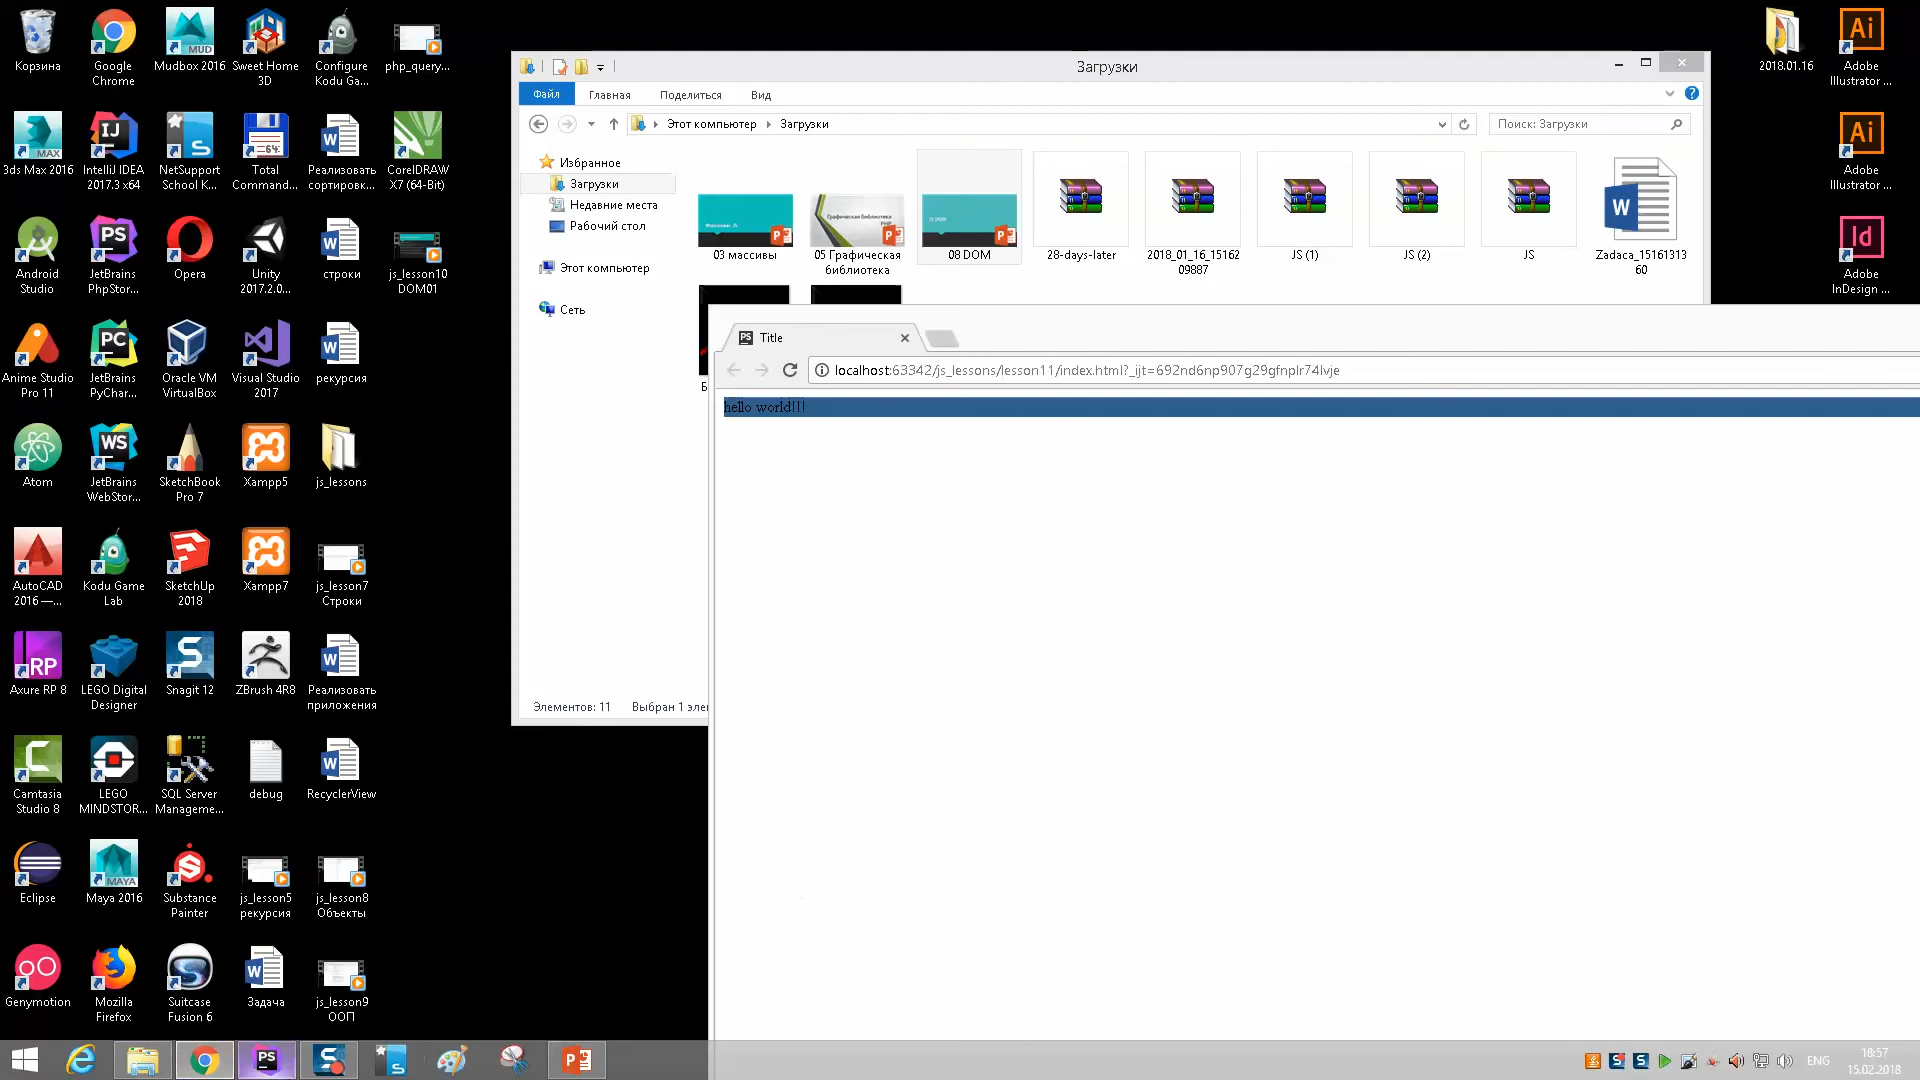 Корзина
Google
Chrome
Mudbox 2016
Sweet Home
3D
Configure
Kodu Ga...
php_query...
3ds Max 2016
IntelliJ IDEA
2017.3 x64
NetSupport
School K...
Total
Command...
Реализовать
сортировк...
CorelDRAW
X7 (64-Bit)
Android
Studio
JetBrains
PhpStor...
Opera
Unity
2017.2.0...
строки
js_lesson10
DOM01
Anime Studio
Pro 11
JetBrains
PyChar...
Oracle VM
VirtualBox
Visual Studio
2017
рекурсия
Atom
JetBrains
WebStor...
SketchBook
Pro 7
Xampp5
js_lessons
AutoCAD
2016 —...
Kodu Game
Lab
SketchUp
2018
Xampp7
js_lesson7
Строки
Axure RP 8
LEGO Digital
Designer
Snagit 12
ZBrush 4R8
Реализовать
приложения
Camtasia
Studio 8
LEGO
MINDSTOR...
SQL Server
Manageme...
debug
RecyclerView
Eclipse
Maya 2016
Substance
Painter
js_lesson5
рекурсия
js_lesson8
Объекты
Genymotion
Mozilla
Firefox
Suitcase
Fusion 6
Задача
js_lesson9
ООП
2018.01.16
Adobe
Illustrator ...
Adobe
Illustrator ...
Adobe
InDesign ...
Загрузки
Файл
Главная
Поделиться
Вид
Этот компьютер
Загрузки
Поиск: Загрузки
Избранное
Загрузки
Недавние места
Рабочий стол
Этот компьютер
Сеть
03 массивы
05 Графическая
библиотека
08 DOM
28-days-later
2018_01_16_15162
09887
JS (1)
JS (2)
JS
Zadaca_15161313
60
Элементов: 11
Выбран 1 эле
Title
localhost:63342/js_lessons/lesson11/index.html?_ijt=692nd6np907g29gfnplr74lvje
hello world!!!
ENG
18:57
15.02.2018